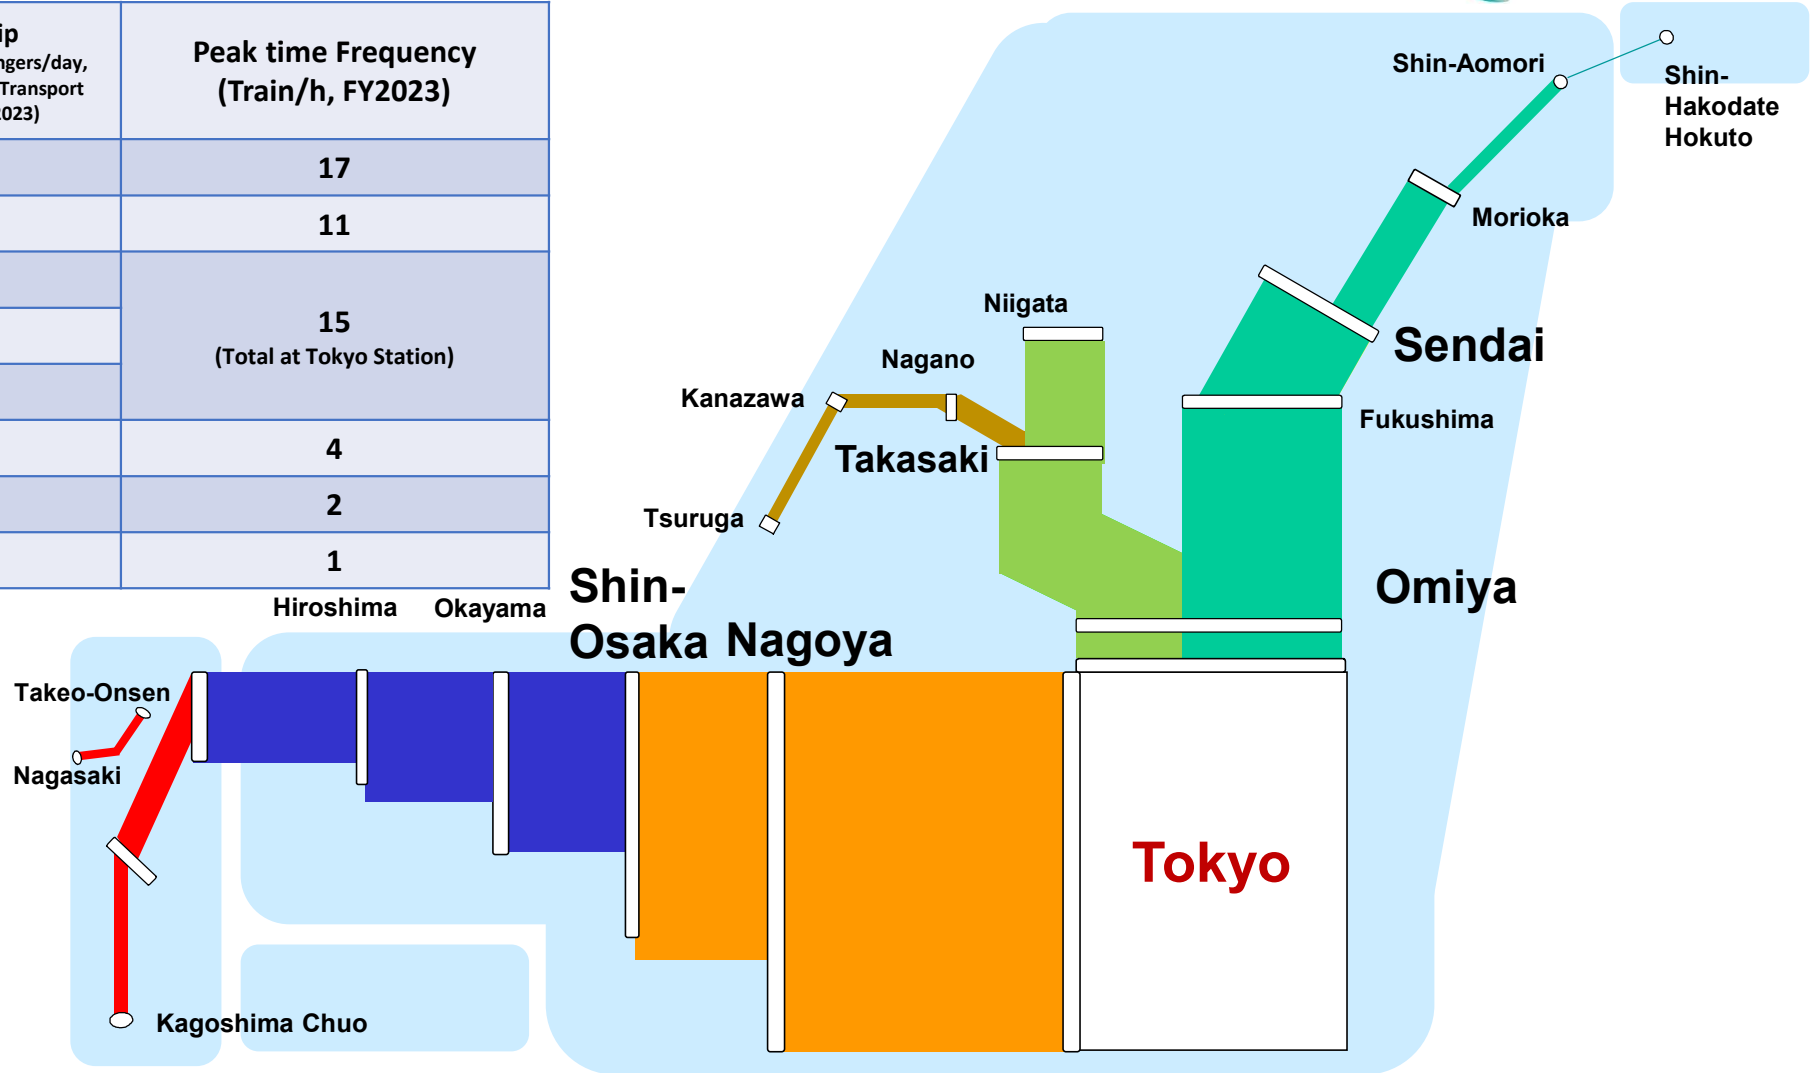 Peak time Frequency
(Train/h, FY2023)
17
11
15
(Total at Tokyo Station)
4
2
1
Shin-Aomori
Shin-
Hakodate
Hokuto
Morioka
Niigata
Sendai
Nagano
Kanazawa
Fukushima
Takasaki
Tsuruga
Omiya
Hiroshima
Okayama
Shin-
Osaka
Nagoya
Takeo-Onsen
Nagasaki
Tokyo
Kagoshima Chuo